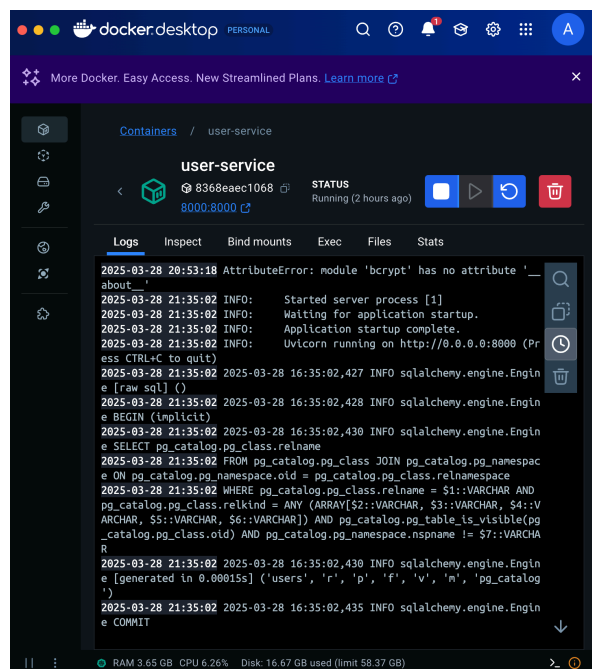 docker.desktop PERSONAL
A
More Docker. Easy Access. New Streamlined Plans. Learn more
Containers / user-service
user-service
8368eaec1068
8000:8000
STATUS
Running (2 hours ago)
Logs Inspect Bind mounts Exec Files Stats
2025-03-28 20:53:18 AttributeError: module 'bcrypt' has no attribute '__
about__'
2025-03-28 21:35:02 INFO:     Started server process [1]
2025-03-28 21:35:02 INFO:     Waiting for application startup.
2025-03-28 21:35:02 INFO:     Application startup complete.
2025-03-28 21:35:02 INFO:     Uvicorn running on http://0.0.0.0:8000 (Pr
ess CTRL+C to quit)
2025-03-28 21:35:02 2025-03-28 16:35:02,427 INFO sqlalchemy.engine.Engin
e [raw sql] ()
2025-03-28 21:35:02 2025-03-28 16:35:02,428 INFO sqlalchemy.engine.Engin
e BEGIN (implicit)
2025-03-28 21:35:02 2025-03-28 16:35:02,430 INFO sqlalchemy.engine.Engin
e SELECT pg_catalog.pg_class.relname
2025-03-28 21:35:02 FROM pg_catalog.pg_class JOIN pg_catalog.pg_namespac
e ON pg_catalog.pg_namespace.oid = pg_catalog.pg_class.relnamespace
2025-03-28 21:35:02 WHERE pg_catalog.pg_class.relname = $1::VARCHAR AND
pg_catalog.pg_class.relkind = ANY (ARRAY[$2::VARCHAR, $3::VARCHAR, $4::V
ARCHAR, $5::VARCHAR, $6::VARCHAR]) AND pg_catalog.pg_table_is_visible(pg
_catalog.pg_class.oid) AND pg_catalog.pg_namespace.nspname != $7::VARCHA
R
2025-03-28 21:35:02 2025-03-28 16:35:02,430 INFO sqlalchemy.engine.Engin
e [generated in 0.00015s] ('users', 'r', 'p', 'f', 'v', 'm', 'pg_catalog
')
2025-03-28 21:35:02 2025-03-28 16:35:02,435 INFO sqlalchemy.engine.Engin
e COMMIT
RAM 3.65 GB CPU 6.26% Disk: 16.67 GB used (limit 58.37 GB)